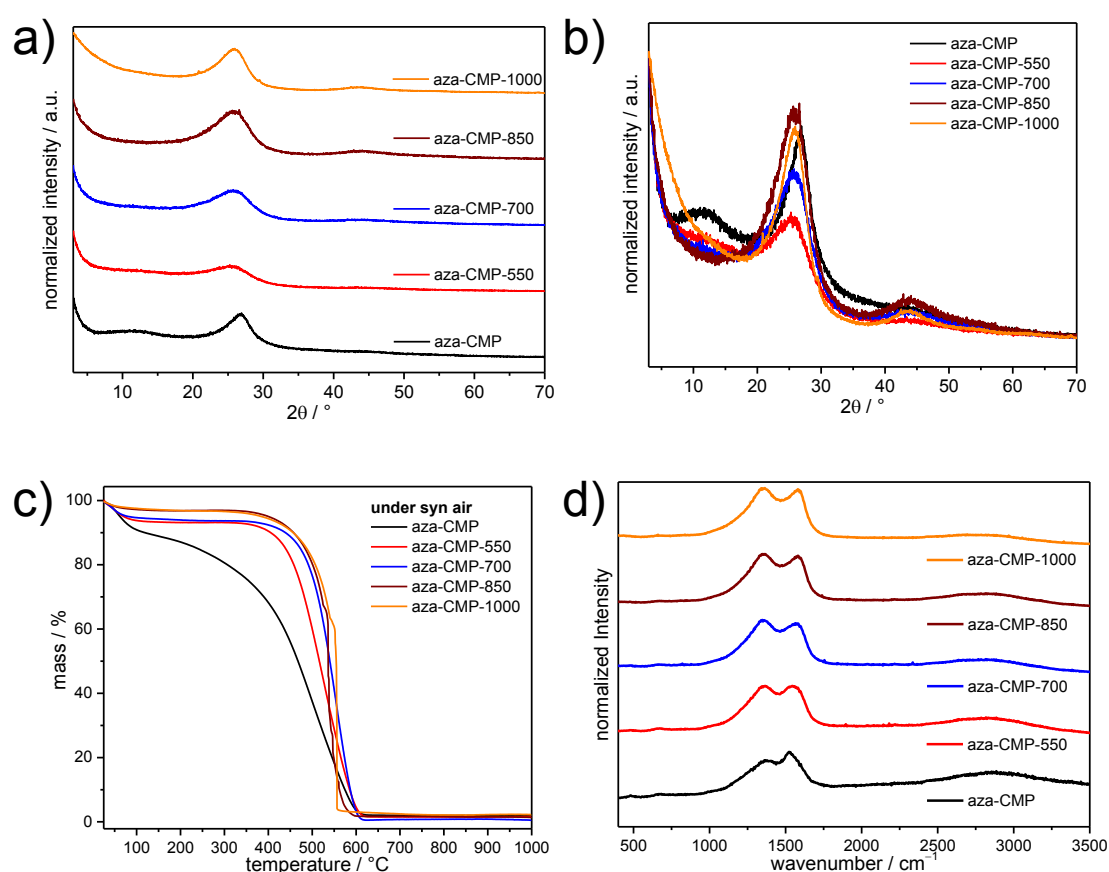 a)
normalized intensity / a.u.
aza-CMP-1000
aza-CMP-850
aza-CMP-700
aza-CMP-550
aza-CMP
10 20 30 40 50 60 70
2θ / °
b)
normalized intensity / a.u.
aza-CMP
aza-CMP-550
aza-CMP-700
aza-CMP-850
aza-CMP-1000
10 20 30 40 50 60 70
2θ / °
c)
mass / %
100
80
60
40
20
0
under syn air
aza-CMP
aza-CMP-550
aza-CMP-700
aza-CMP-850
aza-CMP-1000
100 200 300 400 500 600 700 800 900 1000
temperature / °C
d)
normalized Intensity
aza-CMP-1000
aza-CMP-850
aza-CMP-700
aza-CMP-550
aza-CMP
500 1000 1500 2000 2500 3000 3500
wavenumber / cm⁻¹